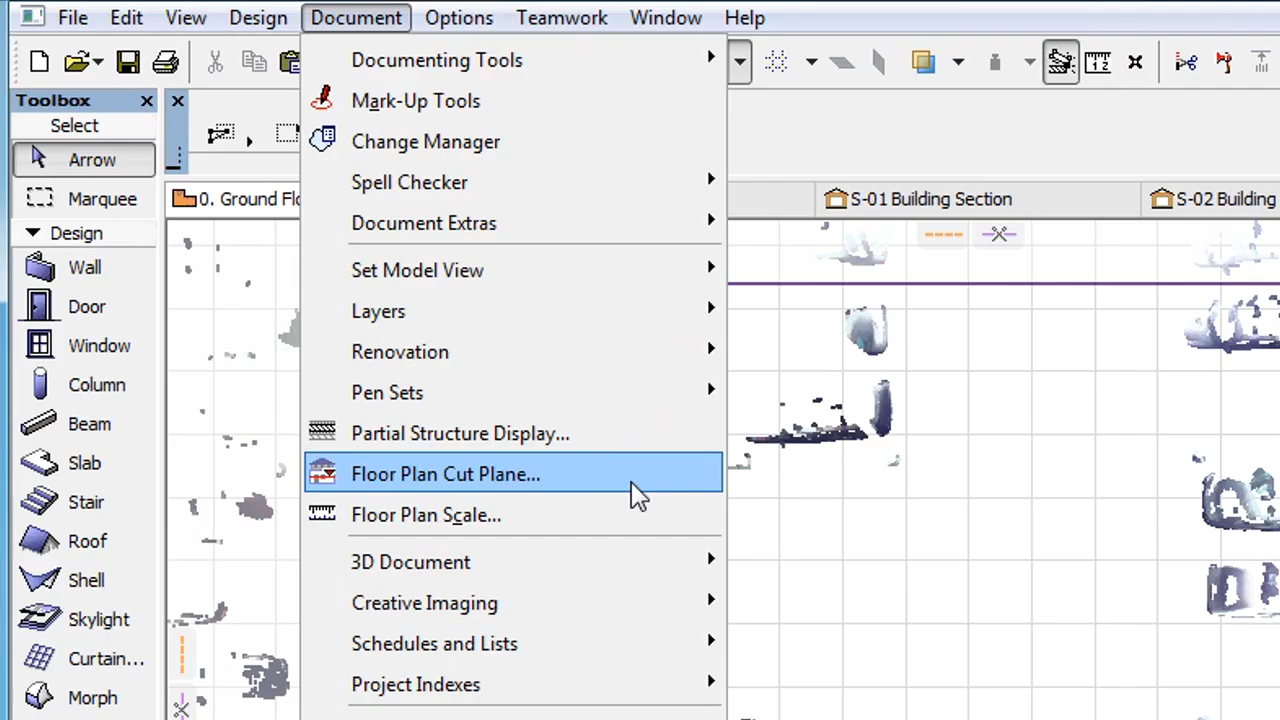 File Edit View Design Document Options Teamwork Window Help
Toolbox
Select
Arrow
Marquee
Design
Wall
Door
Window
Column
Beam
Slab
Stair
Roof
Shell
Skylight
Curtain...
Morph
Documenting Tools
Mark-Up Tools
Change Manager
Spell Checker
Document Extras
Set Model View
Layers
Renovation
Pen Sets
Partial Structure Display...
Floor Plan Cut Plane...
Floor Plan Scale...
3D Document
Creative Imaging
Schedules and Lists
Project Indexes
0. Ground Flo
S-01 Building Section
S-02 Building